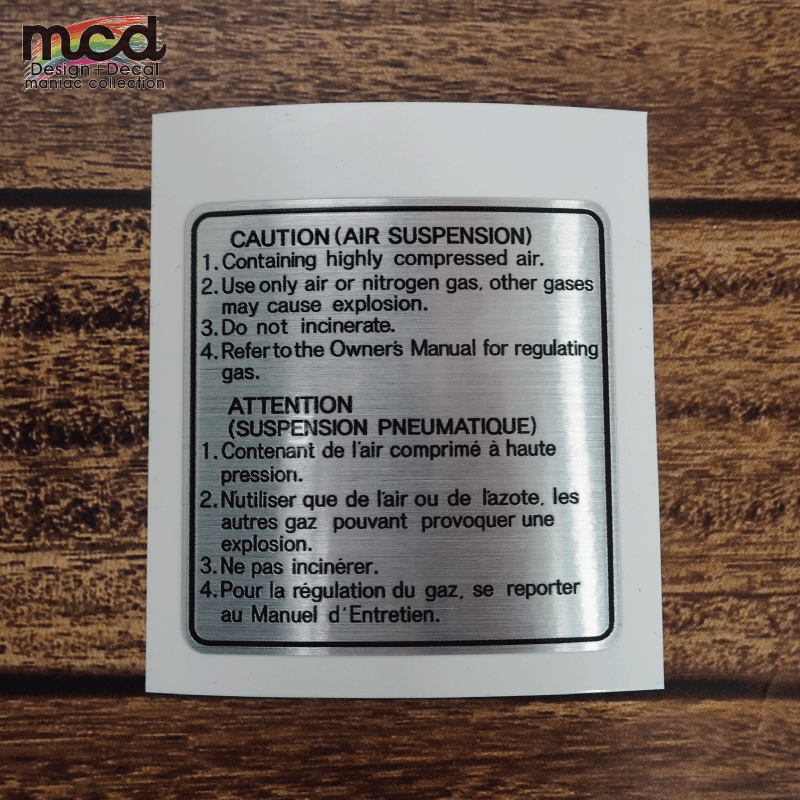 mcd
Design+Decal
maniac collection
CAUTION (AIR SUSPENSION)
1. Containing highly compressed air.
2. Use only air or nitrogen gas, other gases
may cause explosion.
3. Do not incinerate.
4. Refer to the Owner's Manual for regulating
gas.
ATTENTION
(SUSPENSION PNEUMATIQUE)
1. Contenant de l'air comprimé à haute
pression.
2. N'utiliser que de l'air ou de l'azote, les
autres gaz pouvant provoquer une
explosion.
3. Ne pas incinérer.
4. Pour la régulation du gaz, se reporter
au Manuel d'Entretien.